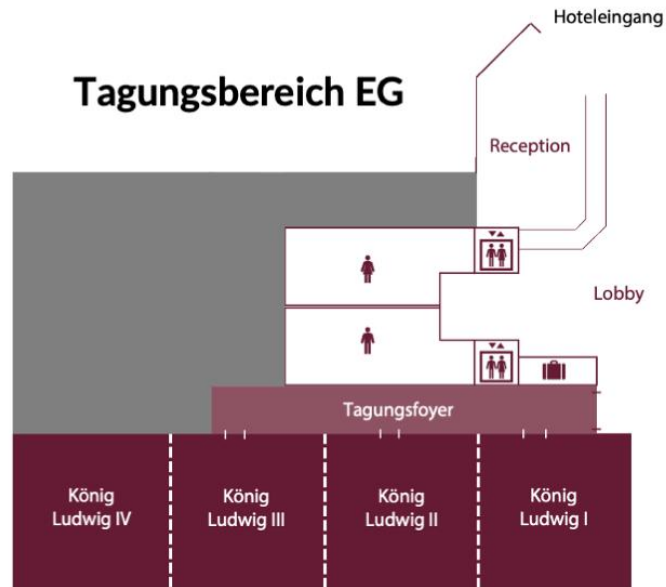 Hoteleingang
Tagungsbereich EG
Reception
Lobby
Tagungsfoyer
König
Ludwig IV
König
Ludwig III
König
Ludwig II
König
Ludwig I